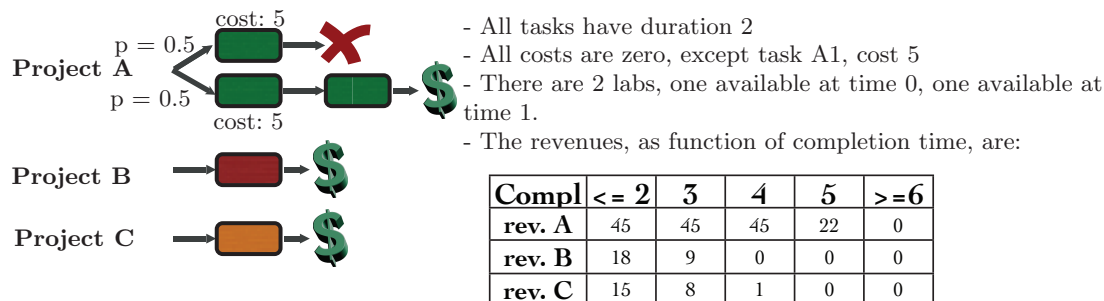 cost: 5
p = 0.5
Project A
p = 0.5
cost: 5
Project B
Project C
- All tasks have duration 2
- All costs are zero, except task A1, cost 5
- There are 2 labs, one available at time 0, one available at
time 1.
- The revenues, as function of completion time, are:
Compl <= 2 3 4 5 >=6
rev. A 45 45 45 22 0
rev. B 18 9 0 0 0
rev. C 15 8 1 0 0